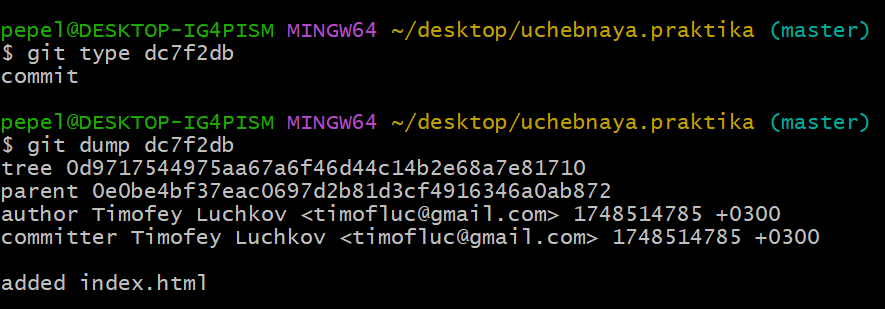 pepel@DESKTOP-IG4PISM MINGW64 ~/desktop/uchebnaya.praktika (master)
$ git type dc7f2db
commit
pepel@DESKTOP-IG4PISM MINGW64 ~/desktop/uchebnaya.praktika (master)
$ git dump dc7f2db
tree 0d9717544975aa67a6f46d44c14b2e68a7e81710
parent 0e0be4bf37eac0697d2b81d3cf4916346a0ab872
author Timofey Luchkov <timofluc@gmail.com> 1748514785 +0300
committer Timofey Luchkov <timofluc@gmail.com> 1748514785 +0300
added index.html